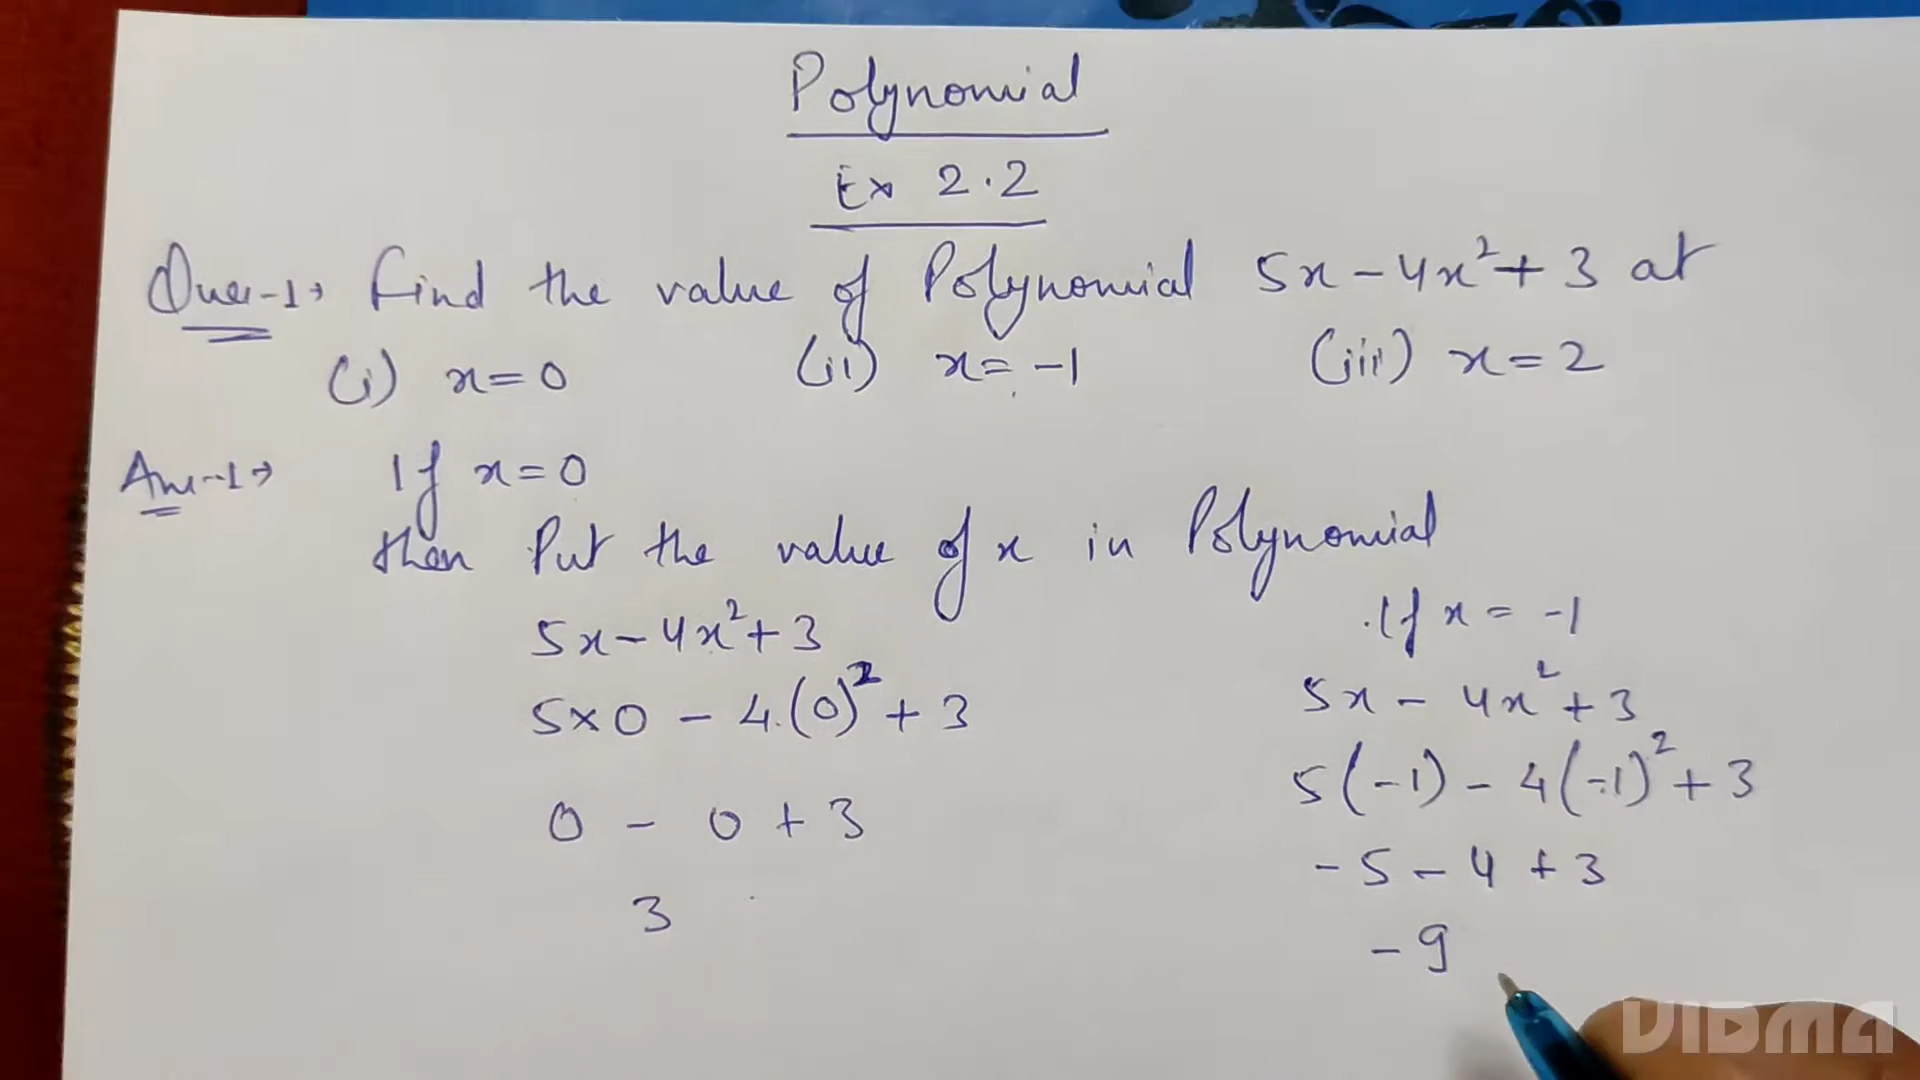 Polynomial
Ex 2.2
Ques-1→ Find the value of Polynomial 5x-4x²+3 at
(i) x=0 (ii) x=-1 (iii) x=2
Ans-1→ If x=0
then Put the value of x in Polynomial
5x-4x²+3
5×0 - 4.(0)² + 3
0 - 0 + 3
3
If x = -1
5x - 4x² + 3
5(-1) - 4(-1)² + 3
-5 - 4 + 3
-9
VIDMA